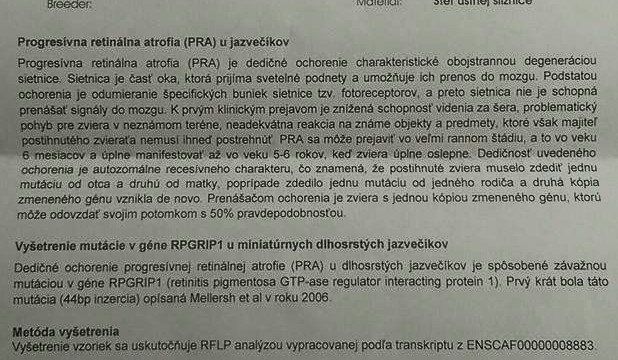 Breeder:
Materiál: Ster ústnej sliznice
Progresívna retinálna atrofia (PRA) u jazvečíkov
Progresívna retinálna atrofia (PRA) je dedičné ochorenie charakteristické obojstrannou degeneráciou
sietnice. Sietnica je časť oka, ktorá prijíma svetelné podnety a umožňuje ich prenos do mozgu. Podstatou
ochorenia je odumieranie špecifických buniek sietnice tzv. fotoreceptorov, a preto sietnica nie je schopná
prenášať signály do mozgu. K prvým klinickým prejavom je znížená schopnosť videnia za šera, problematický
pohyb pre zviera v neznámom teréne, neadekvátna reakcia na známe objekty a predmety, ktoré však majiteľ
postihnutého zvieraťa nemusí ihneď postrehnúť. PRA sa môže prejaviť vo veľmi rannom štádiu, a to vo veku
6 mesiacov a úplne manifestovať až do veku 5-6 rokov, keď zviera úplne oslepne. Dedičnosť uvedeného
ochorenia je autozomálne recesívneho charakteru, čo znamená, že postihnuté zviera muselo zdediť jednu
mutáciu od otca a druhú od matky, poprípade zdedilo jednu mutáciu od jedného rodiča a druhá kópia
zmeneného génu vznikla de novo. Prenášačom ochorenia je zviera s jednou kópiou zmeneného génu, ktorú
môže odovzdať svojim potomkom s 50% pravdepodobnosťou.
Vyšetrenie mutácie v géne RPGRIP1 u miniatúrnych dlhosrstých jazvečíkov
Dedičné ochorenie progresívnej retinálnej atrofie (PRA) u dlhosrstých jazvečíkov je spôsobené závažnou
mutáciou v géne RPGRIP1 (retinitis pigmentosa GTP-ase regulator interacting protein 1). Prvý krát bola táto
mutácia (44bp inzercia) opísaná Mellersh et al v roku 2006.
Metóda vyšetrenia
Vyšetrenie vzoriek sa uskutočňuje RFLP analýzou vypracovanej podľa transkriptu z ENSCAF00000008883.